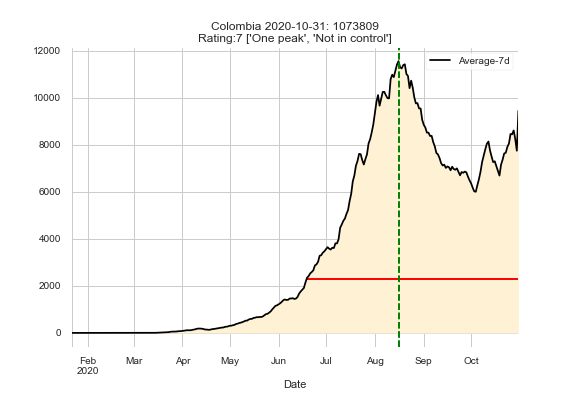 Colombia 2020-10-31: 1073809
Rating:7 ['One peak', 'Not in control']
Average-7d
12000
10000
8000
6000
4000
2000
0
Feb Mar Apr May Jun Jul Aug Sep Oct
2020
Date